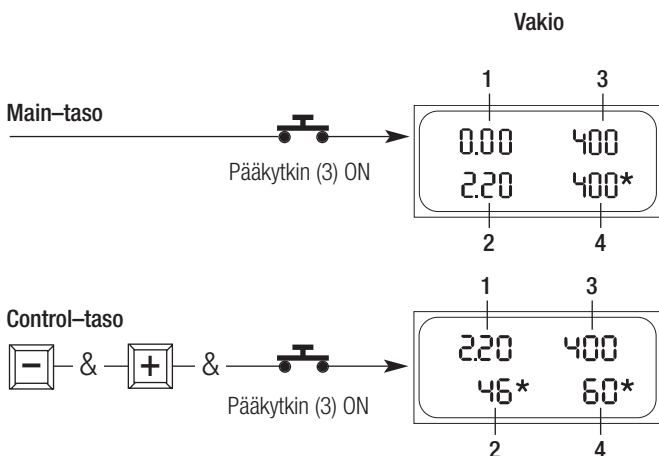 Vakio
1 3
Main–taso
0.00 400
Pääkytkin (3) ON
2.20 400*
2 4
1 3
Control–taso
2.20 400
– & + &
46* 60*
Pääkytkin (3) ON
2 4